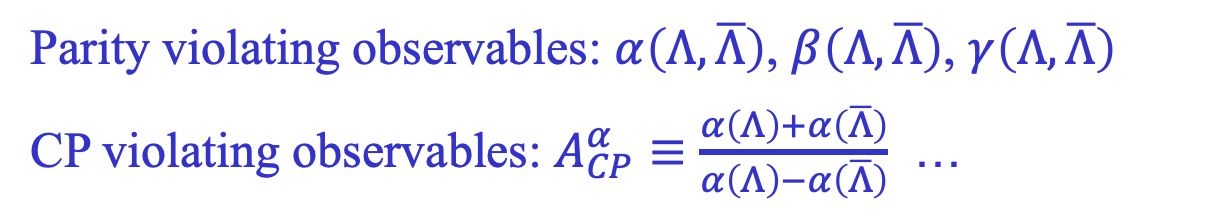 Parity violating observables: α(Λ, Λ̅), β(Λ, Λ̅), γ(Λ, Λ̅)
CP violating observables: A^α_CP ≡ (α(Λ)+α(Λ̅))/(α(Λ)−α(Λ̅)) ...